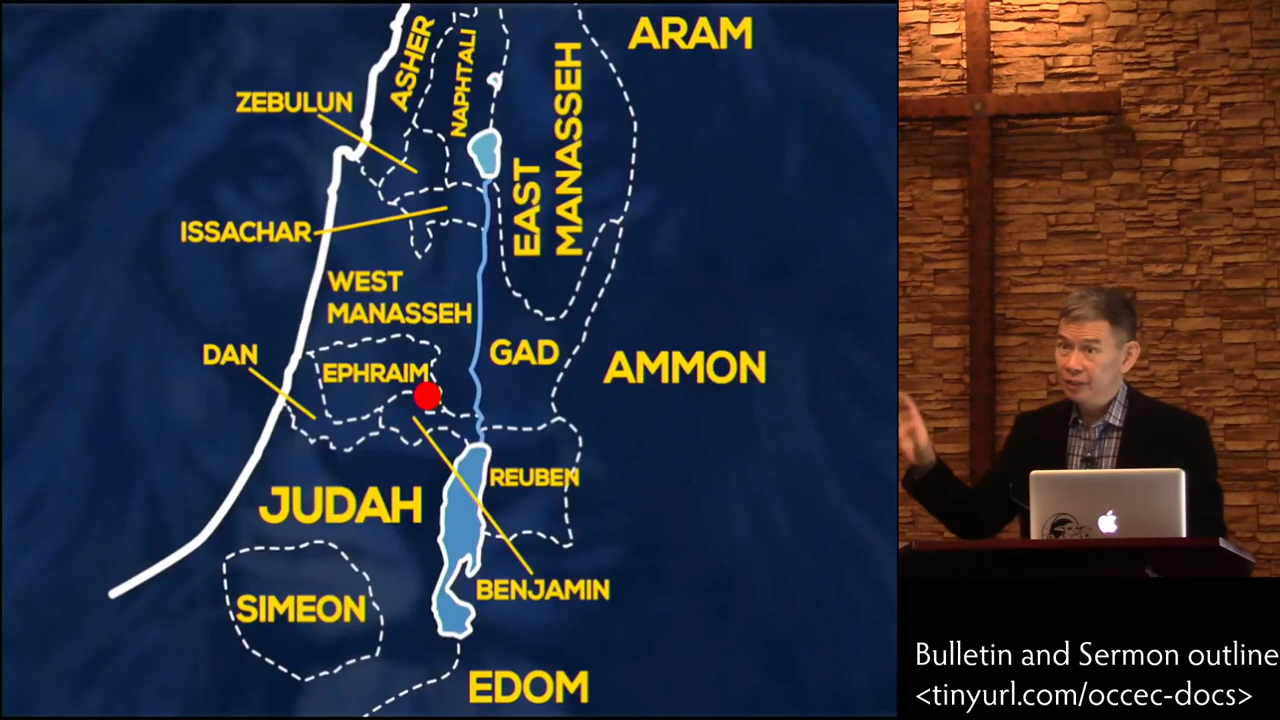 ASHER
NAPHTALI
ARAM
ZEBULUN
EAST
MANASSEH
ISSACHAR
WEST
MANASSEH
DAN
EPHRAIM
GAD
AMMON
JUDAH
REUBEN
BENJAMIN
SIMEON
EDOM
Bulletin and Sermon outline
<tinyurl.com/occec-docs>